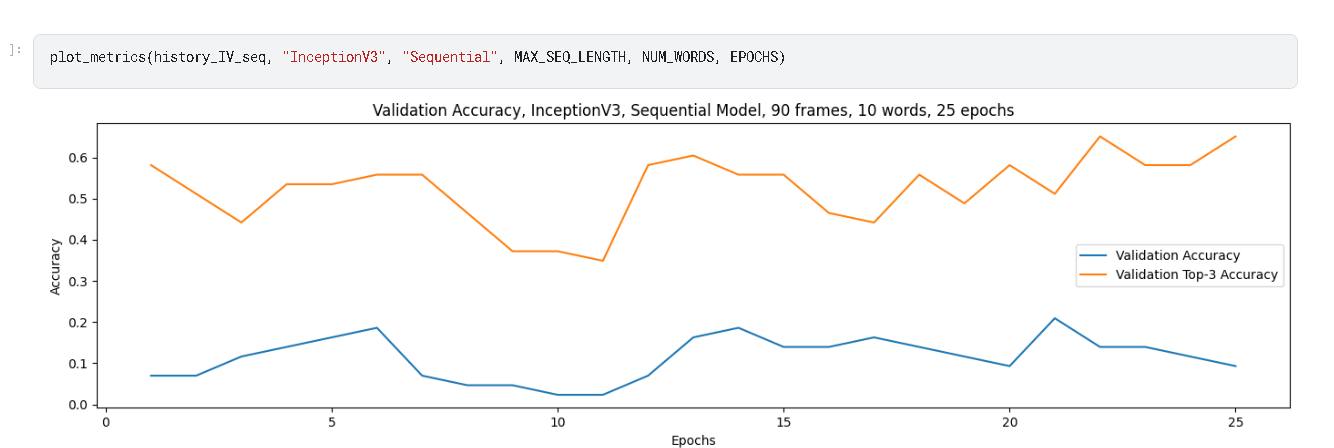 ]:
plot_metrics(history_IV_seq, "InceptionV3", "Sequential", MAX_SEQ_LENGTH, NUM_WORDS, EPOCHS)
Validation Accuracy, InceptionV3, Sequential Model, 90 frames, 10 words, 25 epochs
Accuracy
0.6
0.5
0.4
0.3
0.2
0.1
0.0
Validation Accuracy
Validation Top-3 Accuracy
0 5 10 15 20 25
Epochs